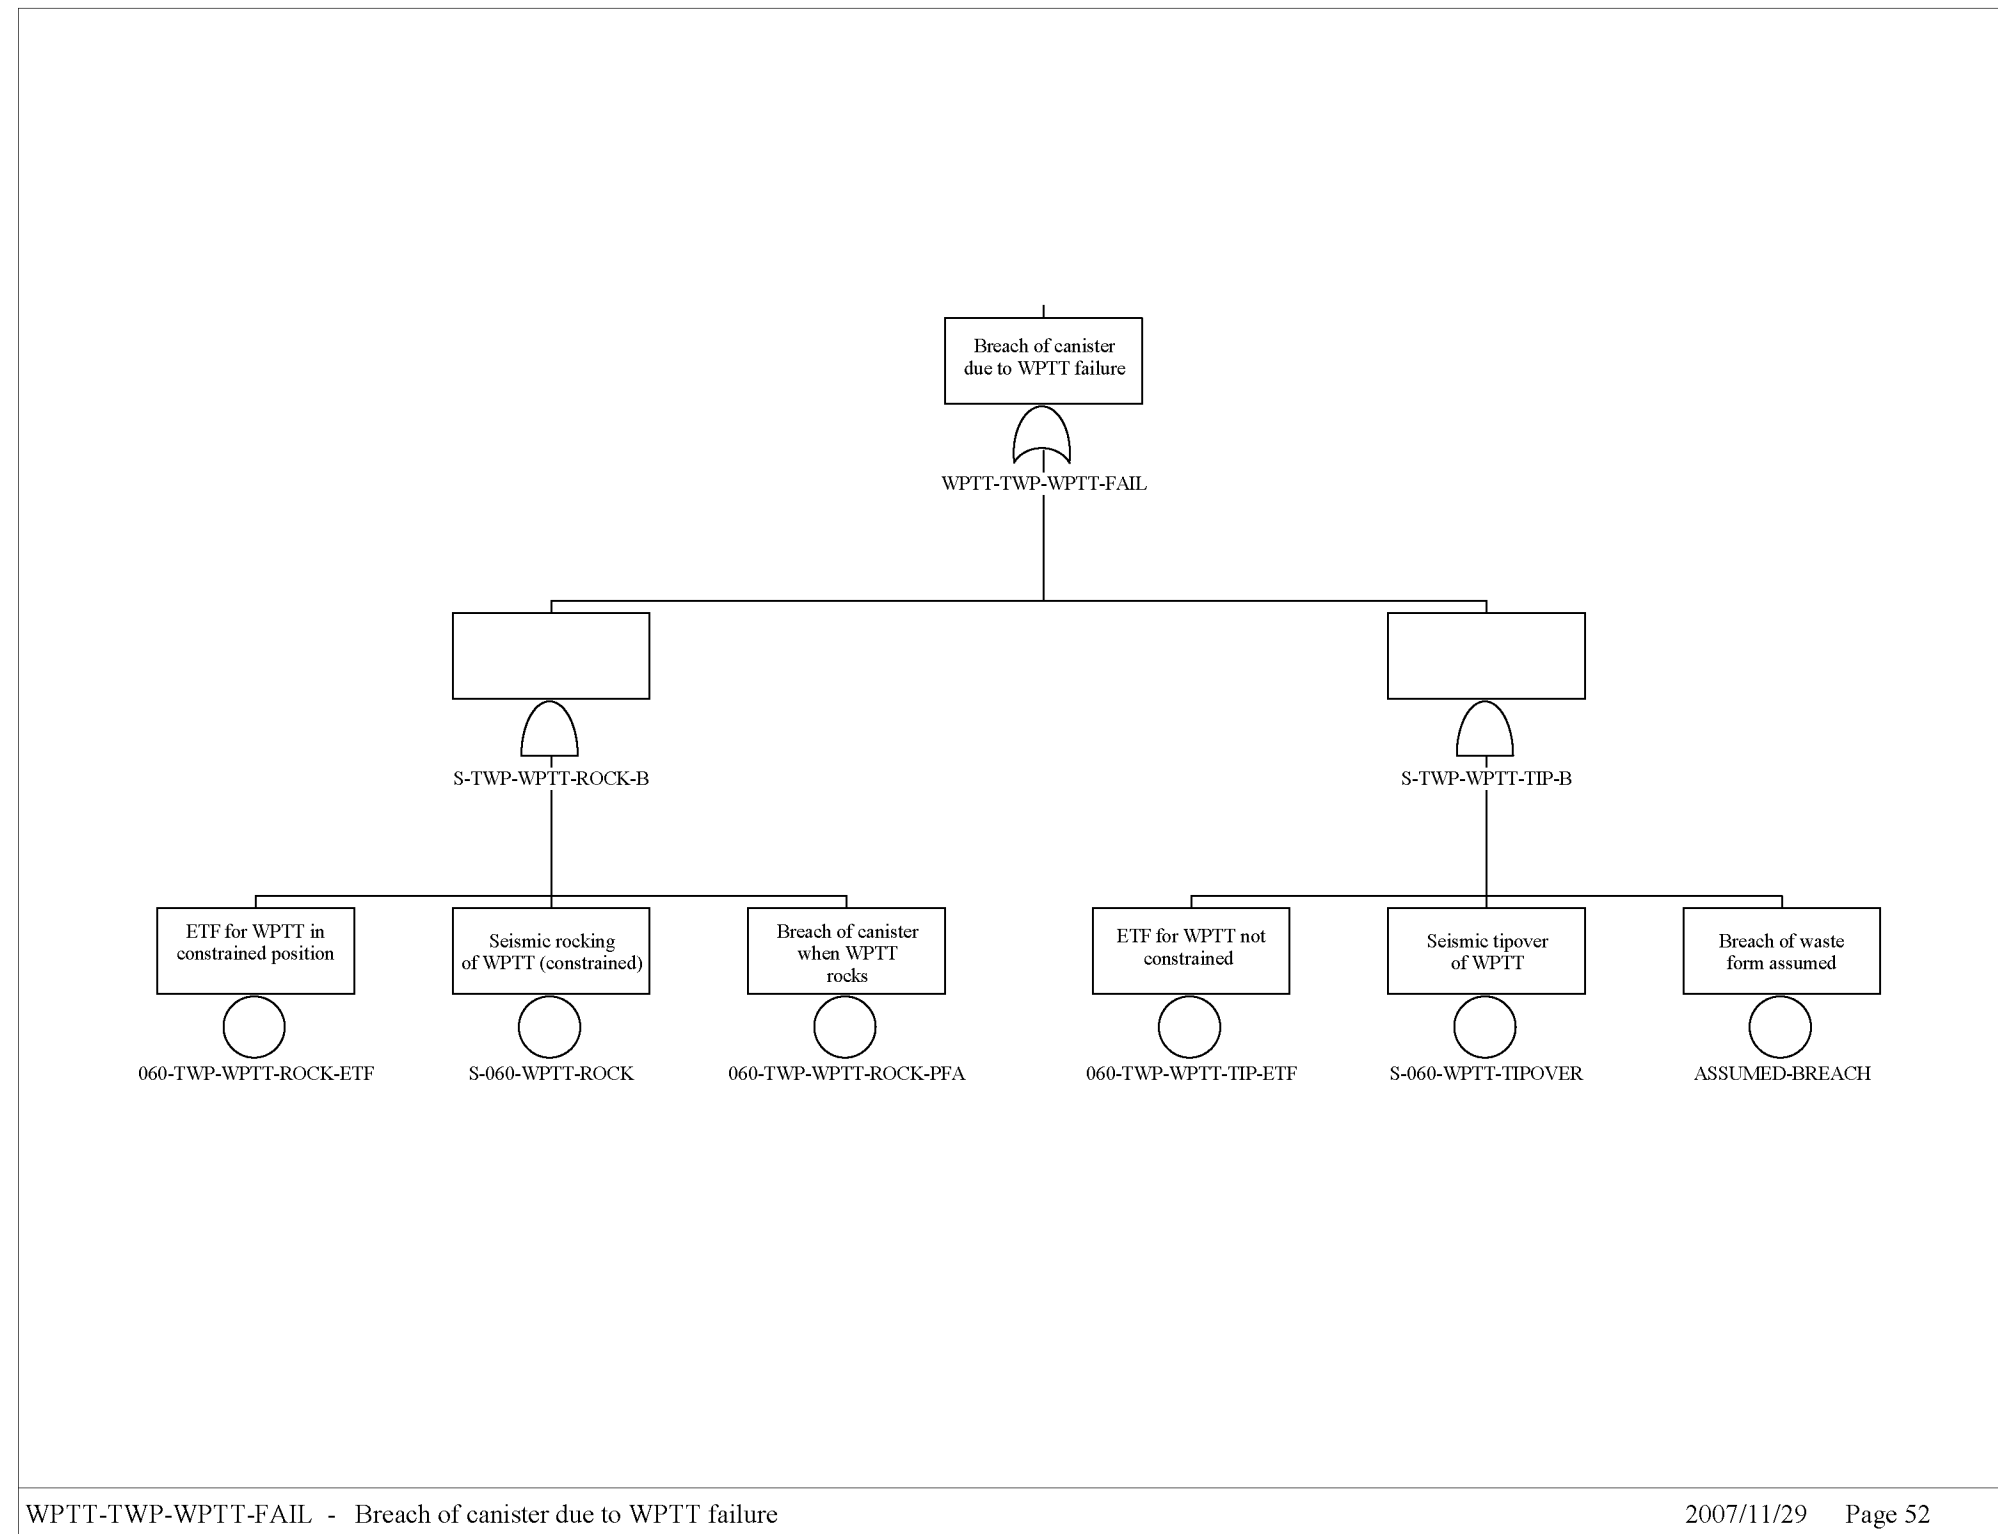 Breach of canister
due to WPTT failure
WPTT-TWP-WPTT-FAIL
S-TWP-WPTT-ROCK-B
S-TWP-WPTT-TIP-B
ETF for WPTT in
constrained position
060-TWP-WPTT-ROCK-ETF
Seismic rocking
of WPTT (constrained)
S-060-WPTT-ROCK
Breach of canister
when WPTT
rocks
060-TWP-WPTT-ROCK-PFA
ETF for WPTT not
constrained
060-TWP-WPTT-TIP-ETF
Seismic tipover
of WPTT
S-060-WPTT-TIPOVER
Breach of waste
form assumed
ASSUMED-BREACH
WPTT-TWP-WPTT-FAIL - Breach of canister due to WPTT failure
2007/11/29 Page 52